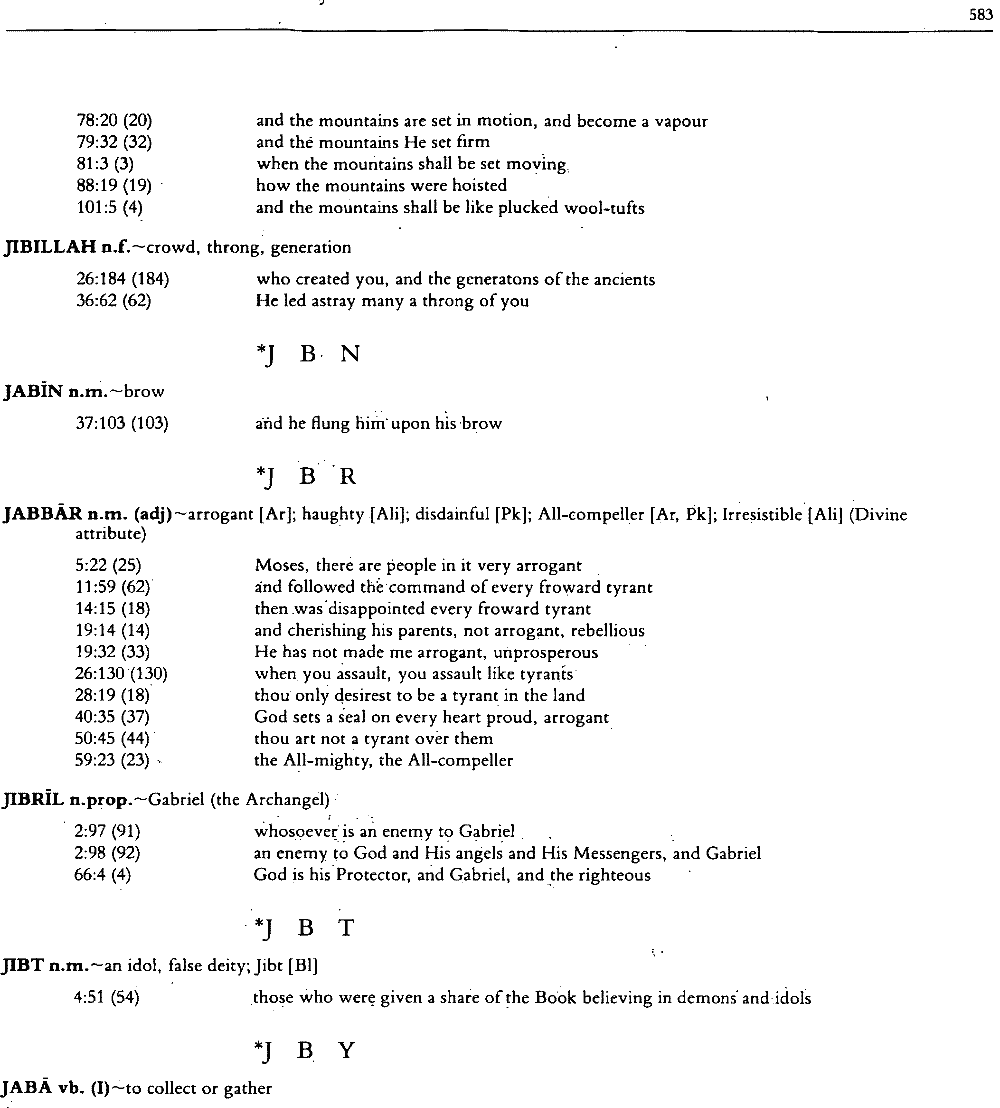 583
78:20 (20) and the mountains are set in motion, and become a vapour
79:32 (32) and the mountains He set firm
81:3 (3) when the mountains shall be set moving,
88:19 (19) how the mountains were hoisted
101:5 (4) and the mountains shall be like plucked wool-tufts
JIBILLAH n.f.~crowd, throng, generation
26:184 (184) who created you, and the generatons of the ancients
36:62 (62) He led astray many a throng of you
*J B N
JABĪN n.m.~brow
37:103 (103) and he flung him upon his brow
*J B R
JABBĀR n.m. (adj)~arrogant [Ar]; haughty [Ali]; disdainful [Pk]; All-compeller [Ar, Pk]; Irresistible [Ali] (Divine
attribute)
5:22 (25) Moses, there are people in it very arrogant
11:59 (62) and followed the command of every froward tyrant
14:15 (18) then was disappointed every froward tyrant
19:14 (14) and cherishing his parents, not arrogant, rebellious
19:32 (33) He has not made me arrogant, unprosperous
26:130 (130) when you assault, you assault like tyrants
28:19 (18) thou only desirest to be a tyrant in the land
40:35 (37) God sets a seal on every heart proud, arrogant
50:45 (44) thou art not a tyrant over them
59:23 (23) the All-mighty, the All-compeller
JIBRĪL n.prop.~Gabriel (the Archangel)
2:97 (91) whosoever is an enemy to Gabriel
2:98 (92) an enemy to God and His angels and His Messengers, and Gabriel
66:4 (4) God is his Protector, and Gabriel, and the righteous
*J B T
JIBT n.m.~an idol, false deity; Jibt [Bl]
4:51 (54) those who were given a share of the Book believing in demons and idols
*J B Y
JABĀ vb. (I)~to collect or gather